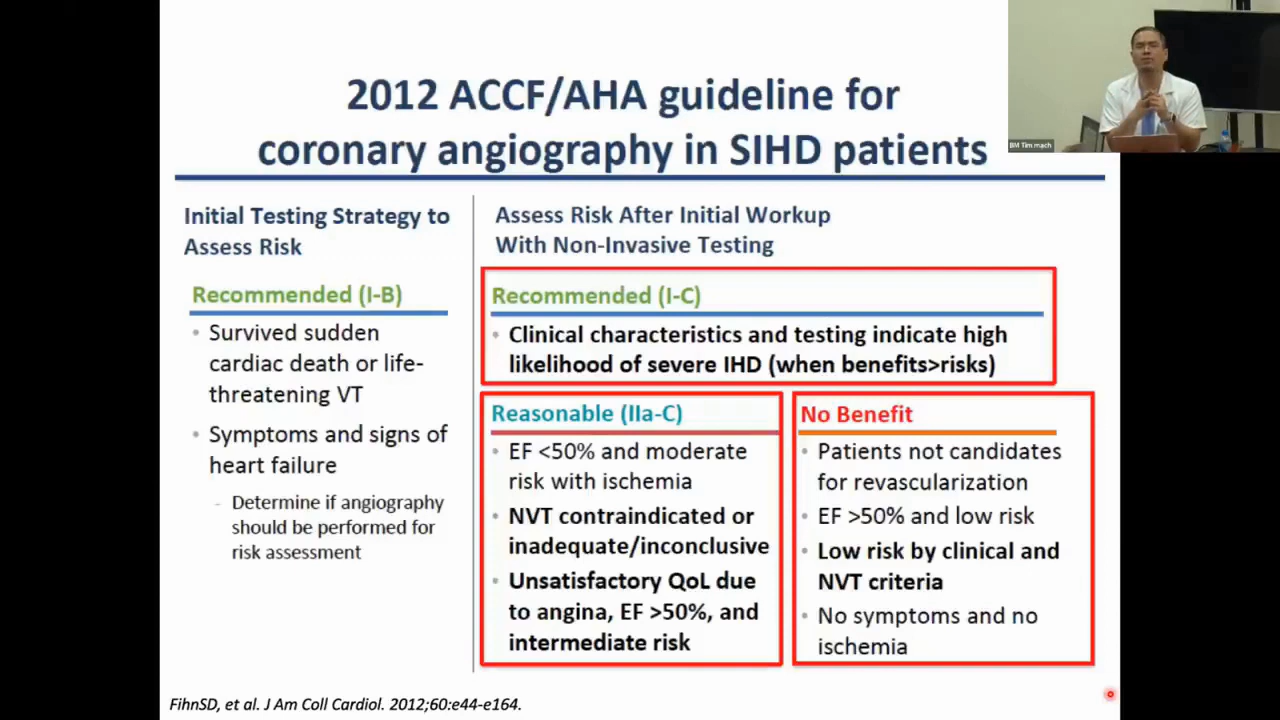 2012 ACCF/AHA guideline for
coronary angiography in SIHD patients
BM Tim mạch
Initial Testing Strategy to
Assess Risk
Recommended (I-B)
• Survived sudden
cardiac death or life-
threatening VT
• Symptoms and signs of
heart failure
- Determine if angiography
should be performed for
risk assessment
Assess Risk After Initial Workup
With Non-Invasive Testing
Recommended (I-C)
• Clinical characteristics and testing indicate high
likelihood of severe IHD (when benefits>risks)
Reasonable (IIa-C)
• EF <50% and moderate
risk with ischemia
• NVT contraindicated or
inadequate/inconclusive
• Unsatisfactory QoL due
to angina, EF >50%, and
intermediate risk
No Benefit
• Patients not candidates
for revascularization
• EF >50% and low risk
• Low risk by clinical and
NVT criteria
• No symptoms and no
ischemia
FihnSD, et al. J Am Coll Cardiol. 2012;60:e44-e164.